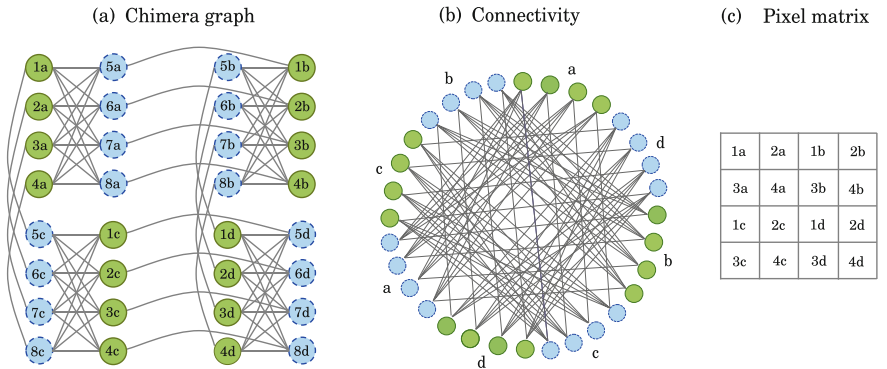 (a) Chimera graph
1a 5a 5b 1b
2a 6a 6b 2b
3a 7a 7b 3b
4a 8a 8b 4b
5c 1c 1d 5d
6c 2c 2d 6d
7c 3c 3d 7d
8c 4c 4d 8d
(b) Connectivity
b a
d
c
b
a
c
d
(c) Pixel matrix
1a 2a 1b 2b
3a 4a 3b 4b
1c 2c 1d 2d
3c 4c 3d 4d